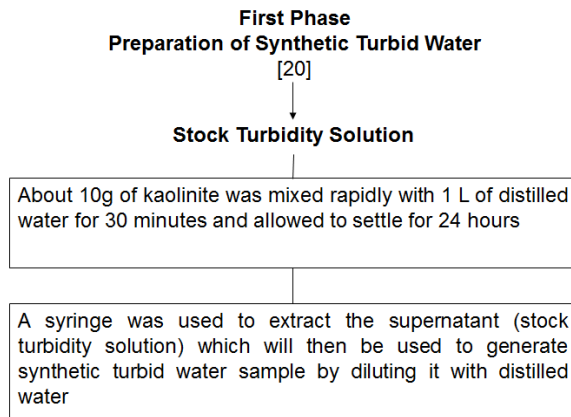 First Phase
Preparation of Synthetic Turbid Water
[20]
Stock Turbidity Solution
About 10g of kaolinite was mixed rapidly with 1 L of distilled
water for 30 minutes and allowed to settle for 24 hours
A syringe was used to extract the supernatant (stock
turbidity solution) which will then be used to generate
synthetic turbid water sample by diluting it with distilled
water